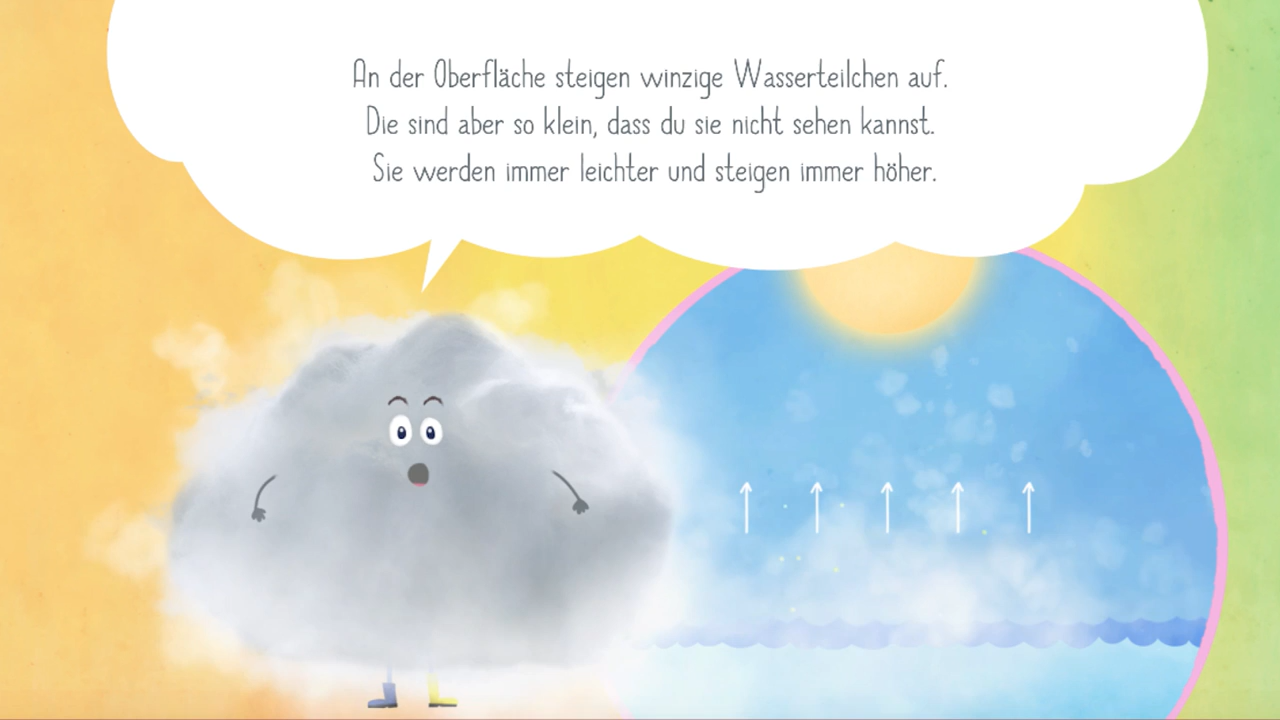 An der Oberfläche steigen winzige Wasserteilchen auf.
Die sind aber so klein, dass du sie nicht sehen kannst.
Sie werden immer leichter und steigen immer höher.